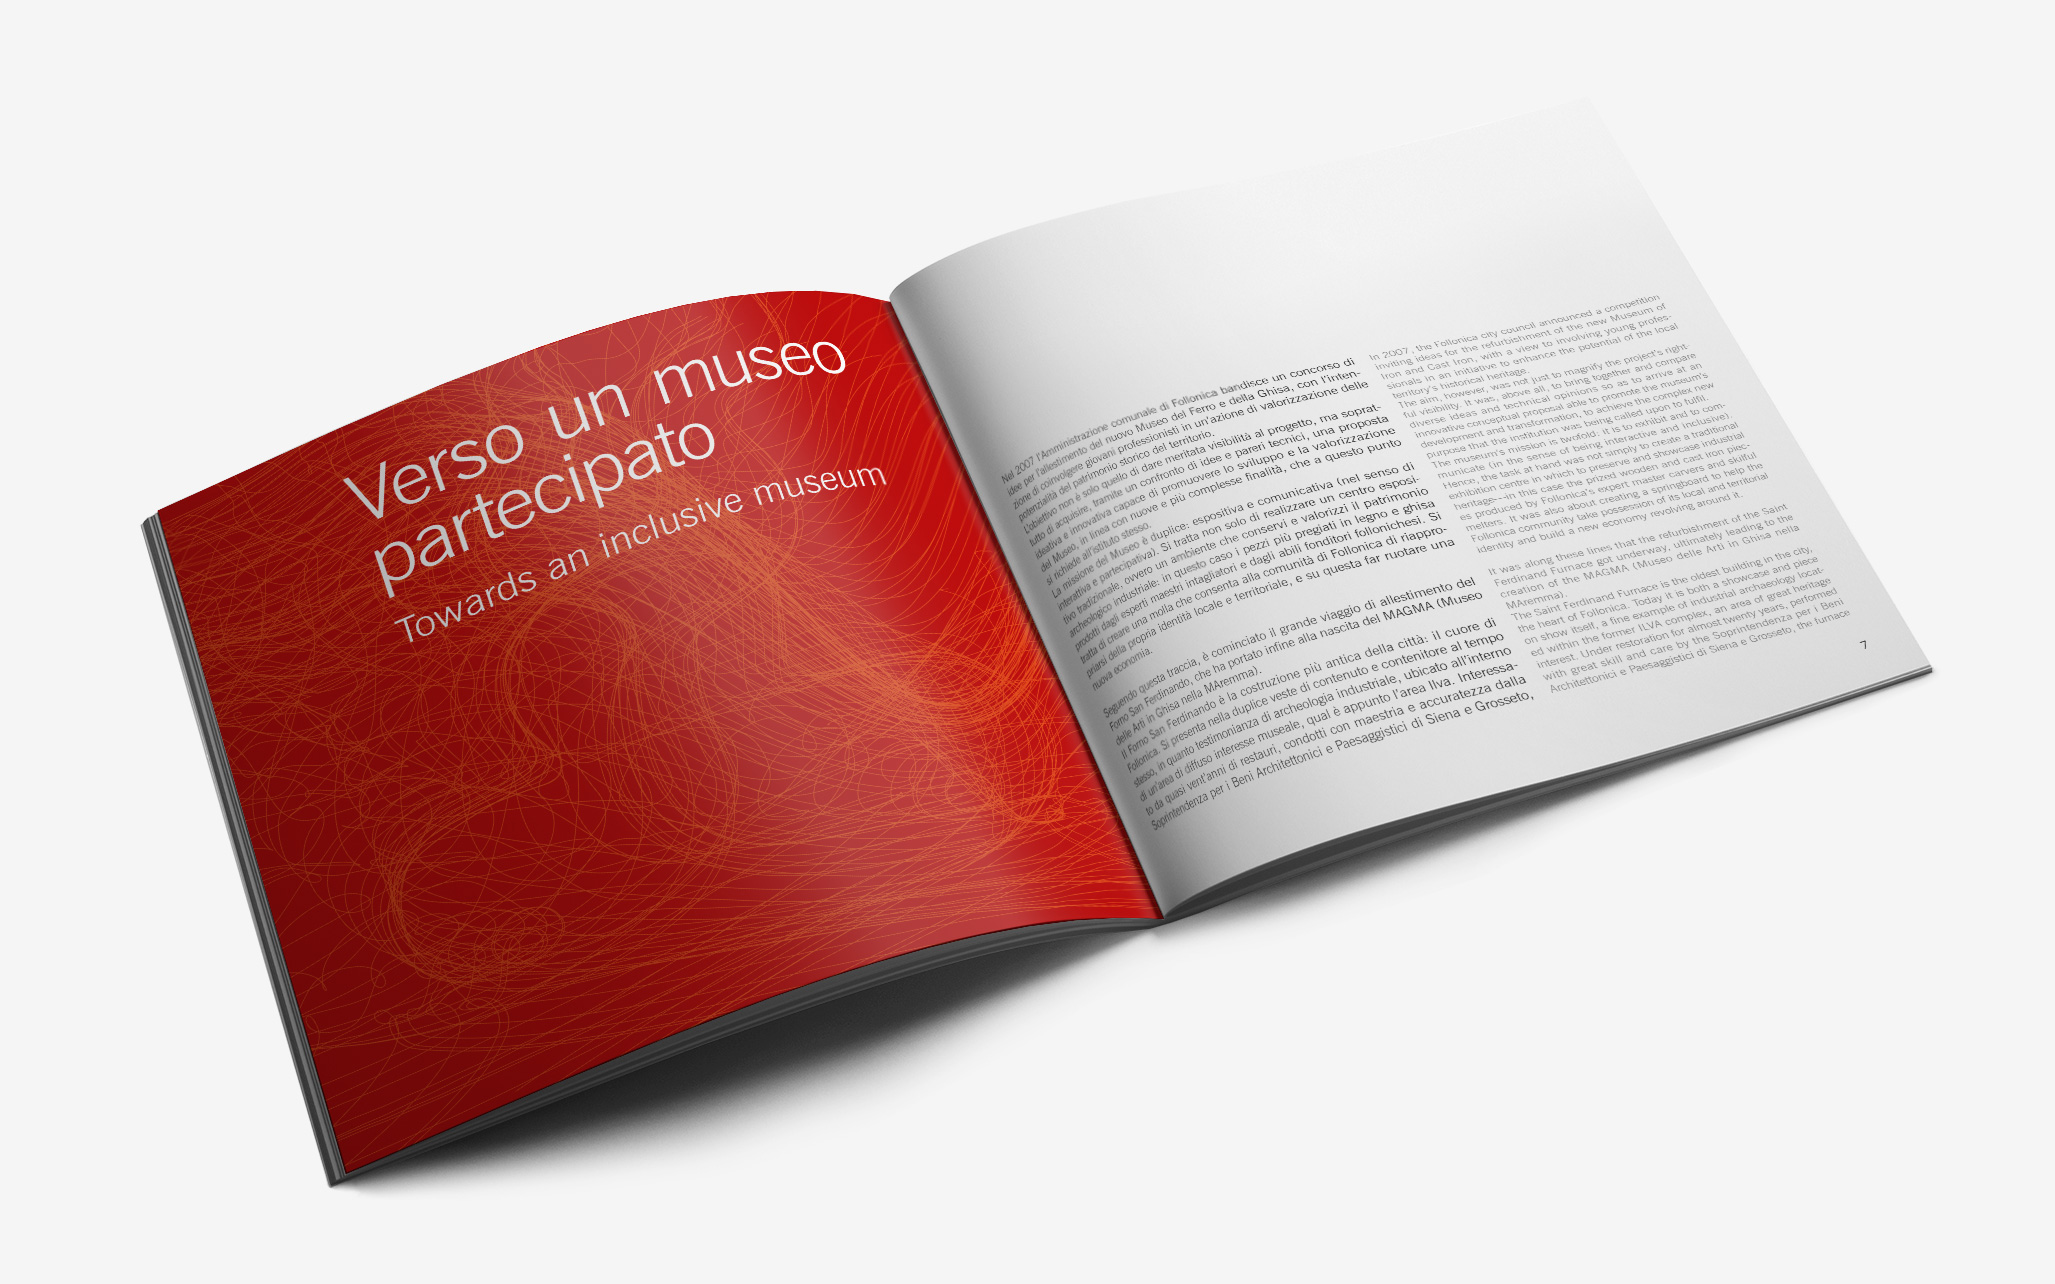 Verso un museo
partecipato
Towards an inclusive museum
Nel 2007 l'Amministrazione comunale di Follonica bandisce un concorso di
idee per l'allestimento del nuovo Museo del Ferro e della Ghisa, con l'inten-
zione di coinvolgere giovani professionisti in un'azione di valorizzazione delle
potenzialità del patrimonio storico del territorio.
L'obiettivo non è solo quello di dare meritata visibilità al progetto, ma soprat-
tutto di acquisire, tramite un confronto di idee e pareri tecnici, una proposta
ideativa e innovativa capace di promuovere lo sviluppo e la valorizzazione
del Museo, in linea con nuove e più complesse finalità, che a questo punto
si richiede all'istituto stesso.
La missione del Museo è duplice: espositiva e comunicativa (nel senso di
interattiva e partecipativa). Si tratta non solo di realizzare un centro esposi-
tivo tradizionale, ovvero un ambiente che conservi e valorizzi il patrimonio
archeologico industriale: in questo caso i pezzi più pregiati in legno e ghisa
prodotti dagli esperti maestri intagliatori e dagli abili fonditori follonichesi. Si
tratta di creare una molla che consenta alla comunità di Follonica di riappro-
priarsi della propria identità locale e territoriale, e su questa far ruotare una
nuova economia.
Seguendo questa traccia, è cominciato il grande viaggio di allestimento del
Forno San Ferdinando, che ha portato infine alla nascita del MAGMA (Museo
delle Arti in Ghisa nella MAremma).
Il Forno San Ferdinando è la costruzione più antica della città: il cuore di
Follonica. Si presenta nella duplice veste di contenuto e contenitore al tempo
stesso, in quanto testimonianza di archeologia industriale, ubicato all'interno
di un'area di diffuso interesse museale, qual è appunto l'area Ilva. Interessa-
to da quasi vent'anni di restauri, condotti con maestria e accuratezza dalla
Soprintendenza per i Beni Architettonici e Paesaggistici di Siena e Grosseto,
In 2007, the Follonica city council announced a competition
inviting ideas for the refurbishment of the new Museum of
Iron and Cast Iron, with a view to involving young profes-
sionals in an initiative to enhance the potential of the local
territory's historical heritage.
The aim, however, was not just to magnify the project's right-
ful visibility. It was, above all, to bring together and compare
diverse ideas and technical opinions so as to arrive at an
innovative conceptual proposal able to promote the museum's
development and transformation, to achieve the complex new
purpose that the institution was being called upon to fulfil.
The museum's mission is twofold: it is to exhibit and to com-
municate (in the sense of being interactive and inclusive).
Hence, the task at hand was not simply to create a traditional
exhibition centre in which to preserve and showcase industrial
heritage—in this case the prized wooden and cast iron piec-
es produced by Follonica's expert master carvers and skilful
smelters. It was also about creating a springboard to help the
Follonica community take possession of its local and territorial
identity and build a new economy revolving around it.
It was along these lines that the refurbishment of the Saint
Ferdinand Furnace got underway, ultimately leading to the
creation of the MAGMA (Museo delle Arti in Ghisa nella
MAremma).
The Saint Ferdinand Furnace is the oldest building in the city,
the heart of Follonica. Today it is both a showcase and piece
on show itself, a fine example of industrial archaeology locat-
ed within the former ILVA complex, an area of great heritage
interest. Under restoration for almost twenty years, performed
with great skill and care by the Soprintendenza per i Beni
Architettonici e Paesaggistici di Siena e Grosseto, the furnace
7